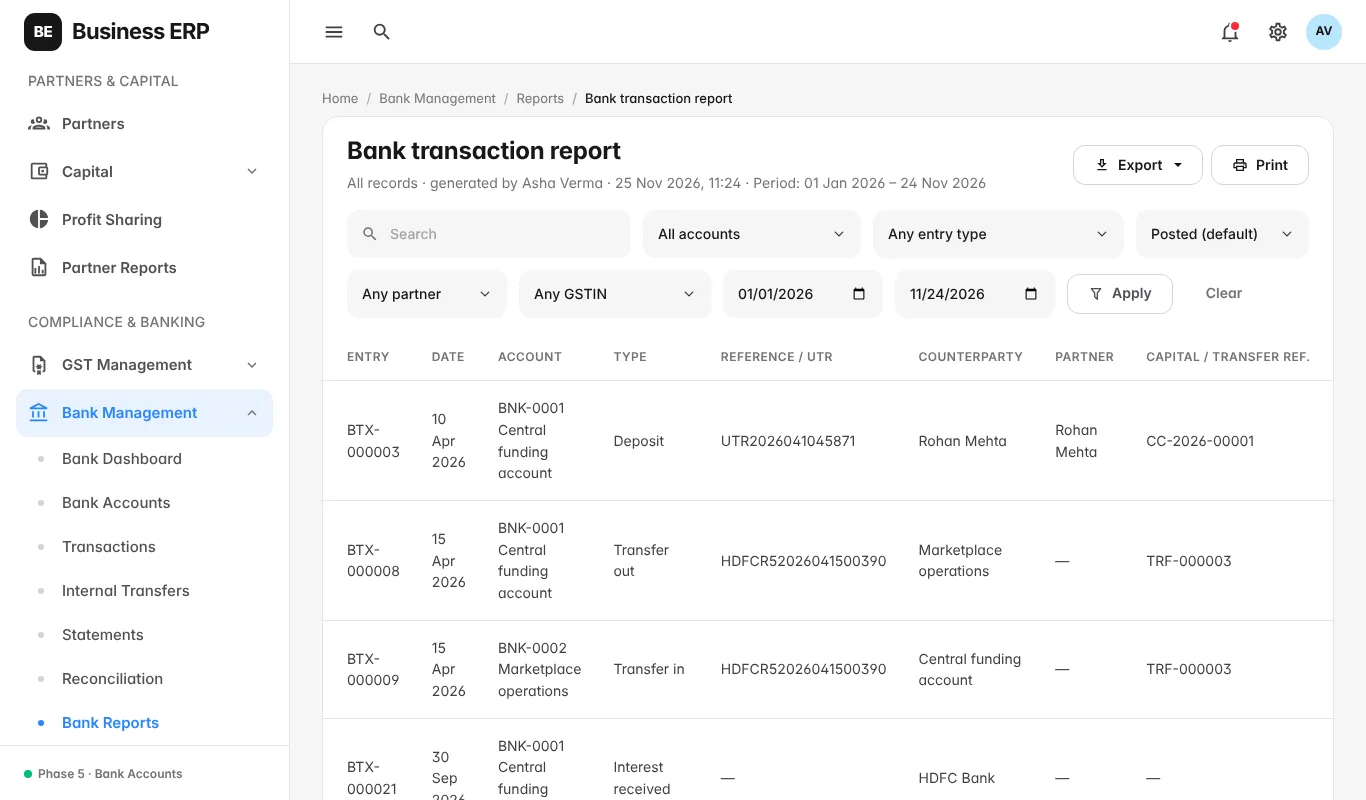 BE Business ERP
AV
PARTNERS & CAPITAL
Partners
Capital
Profit Sharing
Partner Reports
COMPLIANCE & BANKING
GST Management
Bank Management
Bank Dashboard
Bank Accounts
Transactions
Internal Transfers
Statements
Reconciliation
Bank Reports
Phase 5 · Bank Accounts
Home / Bank Management / Reports / Bank transaction report
Bank transaction report
All records · generated by Asha Verma · 25 Nov 2026, 11:24 · Period: 01 Jan 2026 – 24 Nov 2026
Export
Print
Search
All accounts
Any entry type
Posted (default)
Any partner
Any GSTIN
01/01/2026
11/24/2026
Apply
Clear
ENTRY DATE ACCOUNT TYPE REFERENCE / UTR COUNTERPARTY PARTNER CAPITAL / TRANSFER REF.
BTX-
000003
10
Apr
2026
BNK-0001
Central
funding
account
Deposit
UTR2026041045871
Rohan Mehta
Rohan
Mehta
CC-2026-00001
BTX-
000008
15
Apr
2026
BNK-0001
Central
funding
account
Transfer
out
HDFCR52026041500390
Marketplace
operations
—
TRF-000003
BTX-
000009
15
Apr
2026
BNK-0002
Marketplace
operations
Transfer in
HDFCR52026041500390
Central funding
account
—
TRF-000003
BTX-
000021
30
Sep
2026
BNK-0001
Central
funding
Interest
received
—
HDFC Bank
—
—